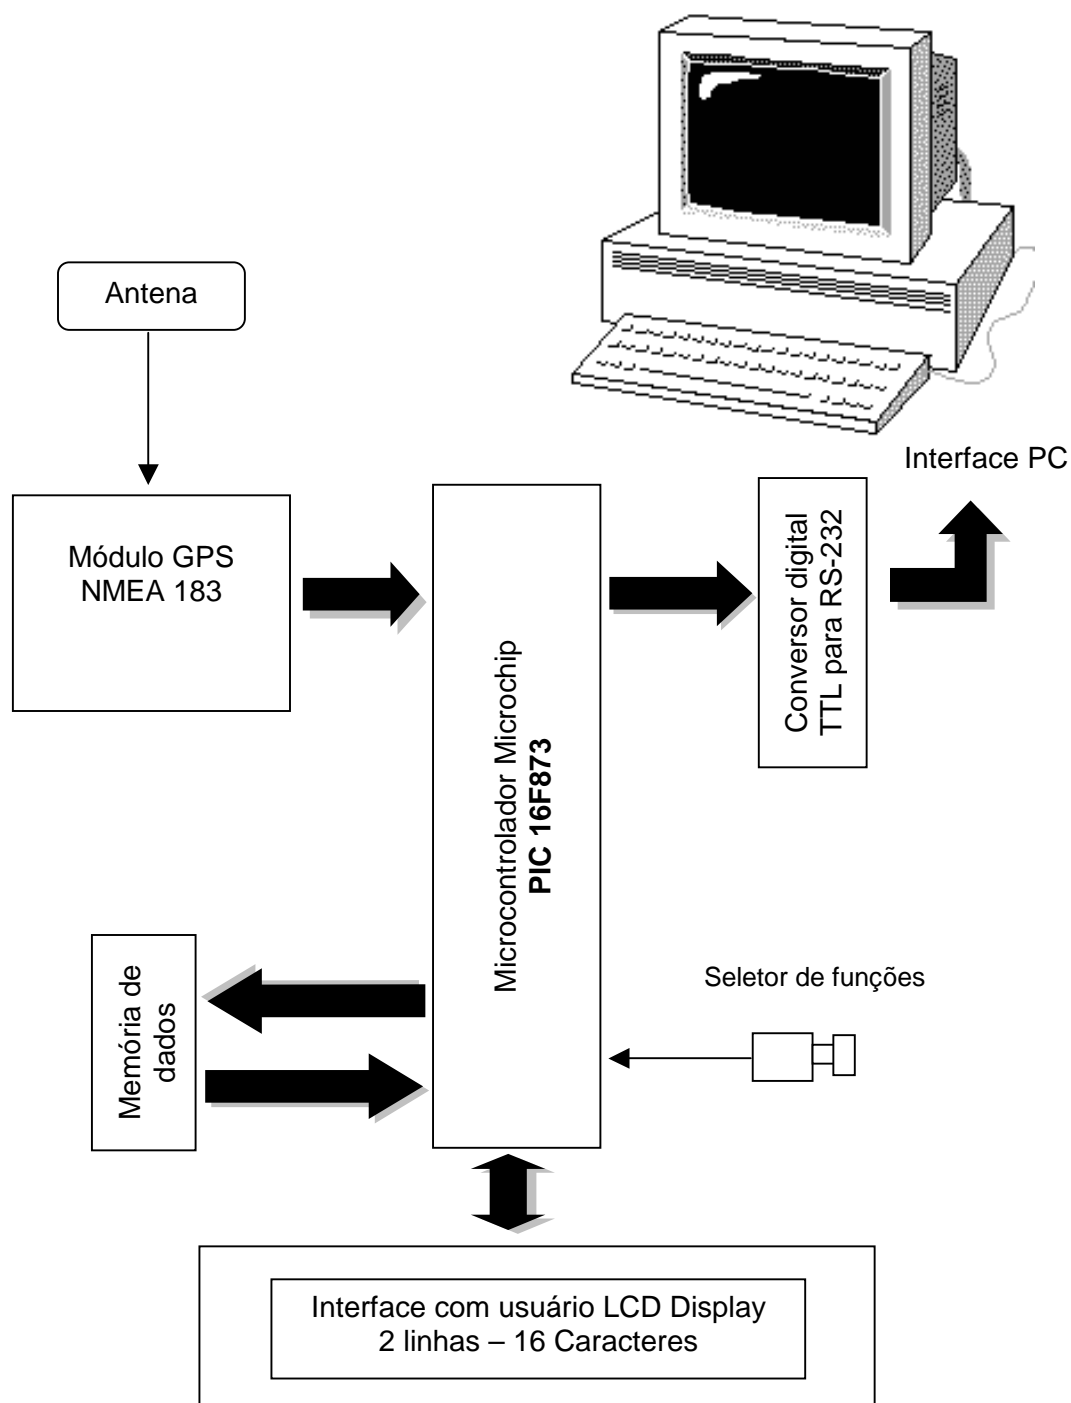 Antena
Interface PC
Módulo GPS
NMEA 183
Microcontrolador Microchip
PIC 16F873
Conversor digital
TTL para RS-232
Memória de
dados
Seletor de funções
Interface com usuário LCD Display
2 linhas – 16 Caracteres